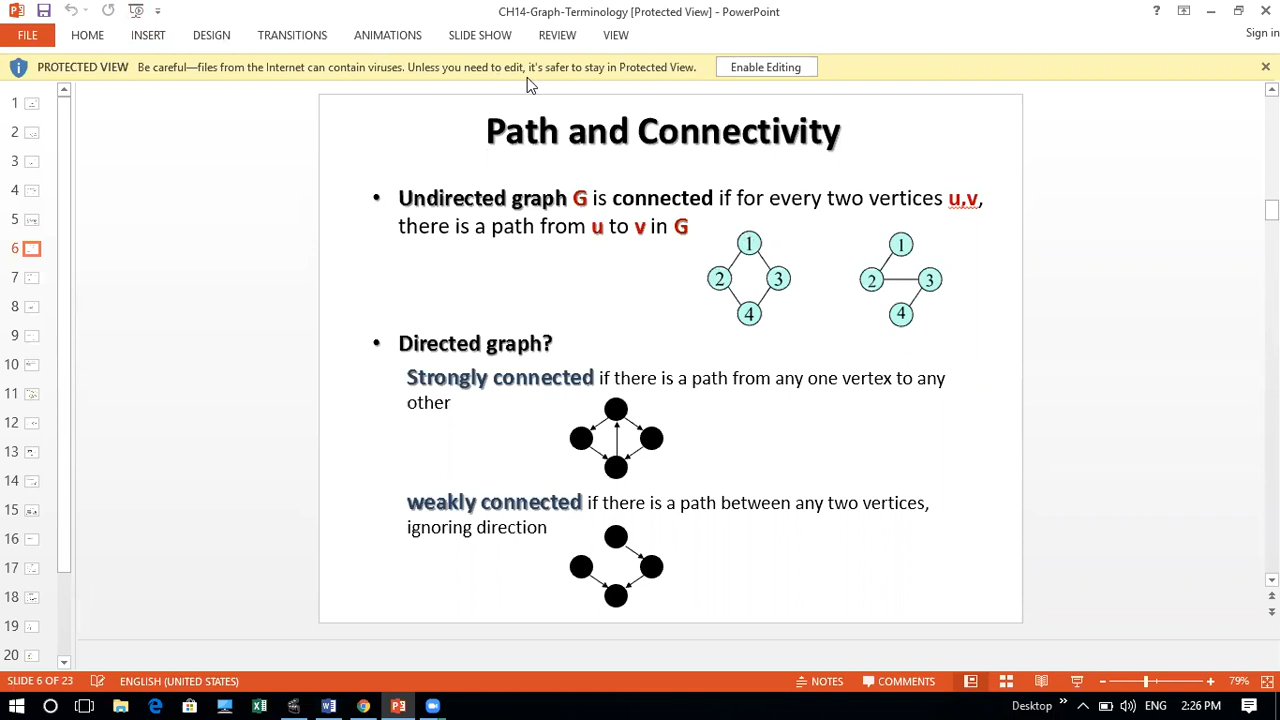 CH14-Graph-Terminology [Protected View] - PowerPoint
?
FILE HOME INSERT DESIGN TRANSITIONS ANIMATIONS SLIDE SHOW REVIEW VIEW Sign in
PROTECTED VIEW Be careful—files from the Internet can contain viruses. Unless you need to edit, it's safer to stay in Protected View. Enable Editing
1
2
3
4
5
6
7
8
9
10
11
12
13
14
15
16
17
18
19
20
Path and Connectivity
• Undirected graph G is connected if for every two vertices u,v,
there is a path from u to v in G
1
2 3
4
1
2 3
4
• Directed graph?
Strongly connected if there is a path from any one vertex to any
other
weakly connected if there is a path between any two vertices,
ignoring direction
SLIDE 6 OF 23 ENGLISH (UNITED STATES) NOTES COMMENTS 79%
Desktop 2:26 PM